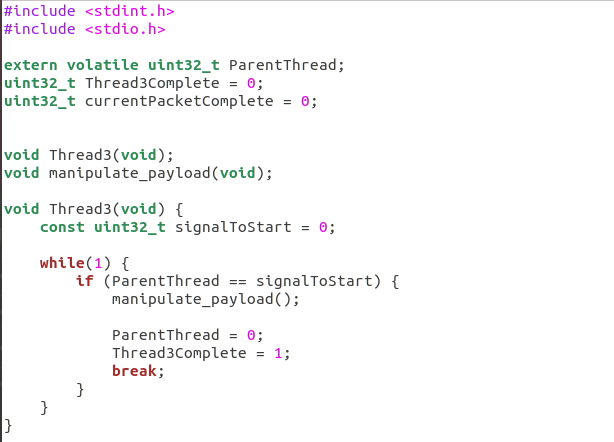 #include <stdint.h>
#include <stdio.h>

extern volatile uint32_t ParentThread;
uint32_t Thread3Complete = 0;
uint32_t currentPacketComplete = 0;


void Thread3(void);
void manipulate_payload(void);

void Thread3(void) {
    const uint32_t signalToStart = 0;

    while(1) {
        if (ParentThread == signalToStart) {
            manipulate_payload();

            ParentThread = 0;
            Thread3Complete = 1;
            break;
        }
    }
}